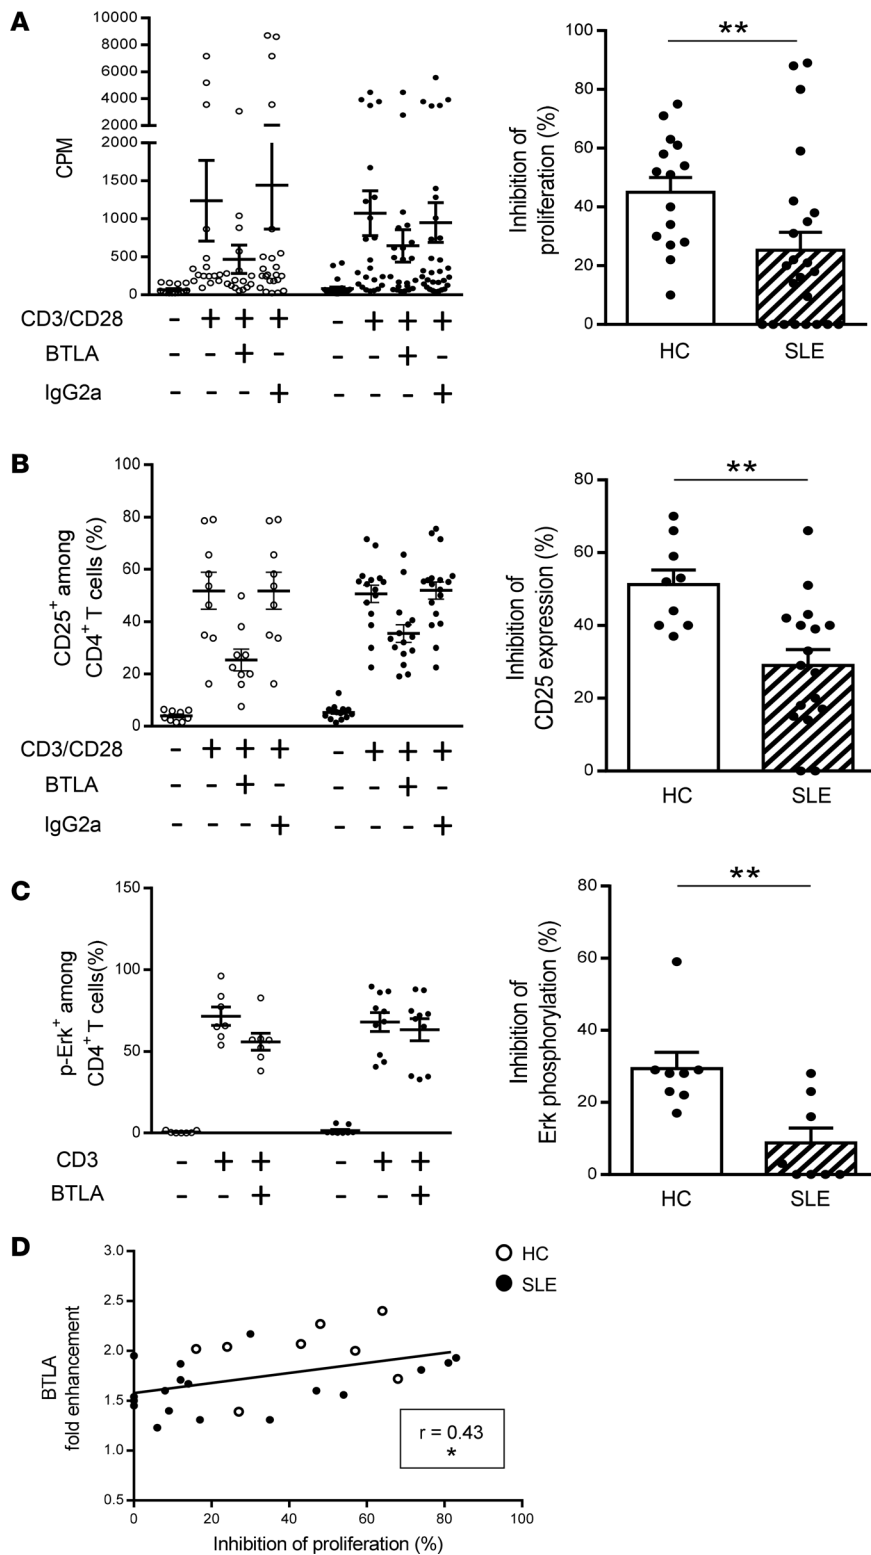 A
10000
8000
6000
4000
2000
2000
1500
1000
500
0
CPM
CD3/CD28 - + + + - + + +
BTLA - - + - - - + -
IgG2a - - - + - - - +
**
100
80
60
40
20
0
Inhibition of
proliferation (%)
HC SLE
B
100
80
60
40
20
0
CD25+ among
CD4+ T cells (%)
CD3/CD28 - + + + - + + +
BTLA - - + - - - + -
IgG2a - - - + - - - +
**
80
60
40
20
0
Inhibition of
CD25 expression (%)
HC SLE
C
150
100
50
0
p-Erk+ among
CD4+ T cells(%)
CD3 - + + - + +
BTLA - - + - - +
**
80
60
40
20
0
Inhibition of
Erk phosphorylation (%)
HC SLE
D
3.0
2.5
2.0
1.5
1.0
0.5
BTLA
fold enhancement
HC
SLE
r = 0.43
*
0 20 40 60 80 100
Inhibition of proliferation (%)